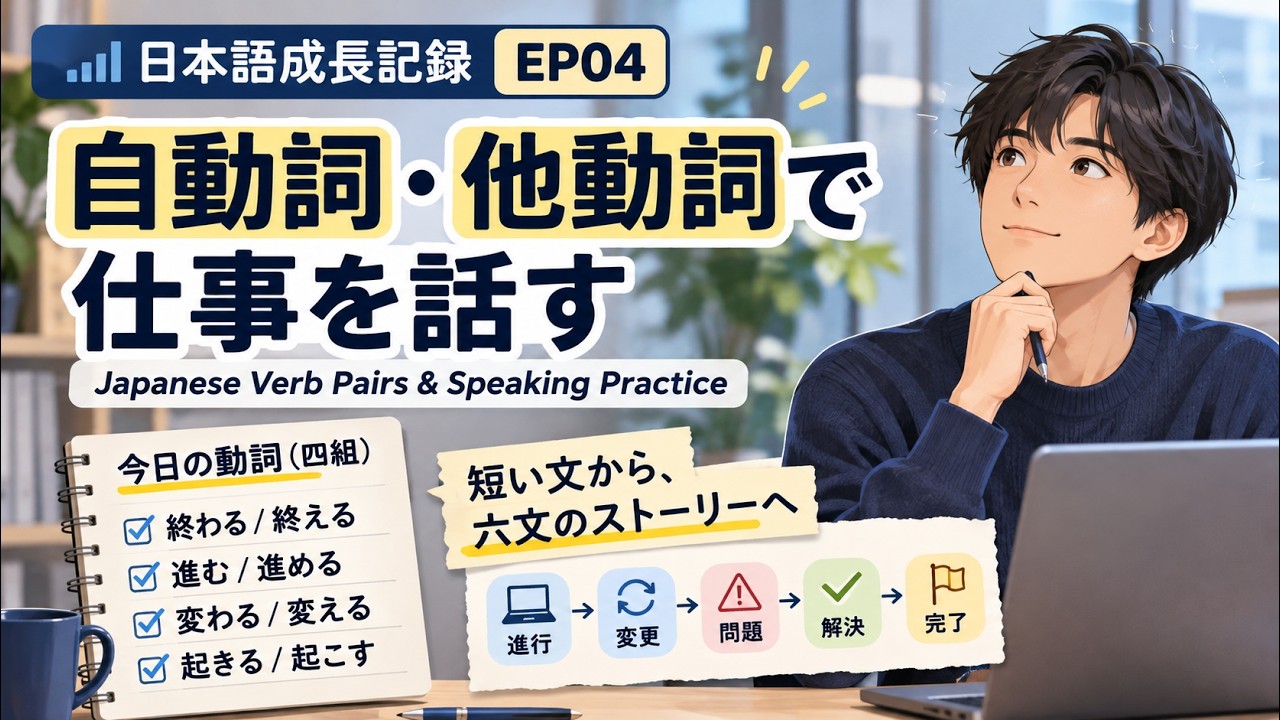 日本語成長記録 EP04
自動詞・他動詞で
仕事を話す
Japanese Verb Pairs & Speaking Practice
今日の動詞(四組)
終わる / 終える
進む / 進める
変わる / 変える
起きる / 起こす
短い文から、
六文のストーリーへ
進行 変更 問題 解決 完了